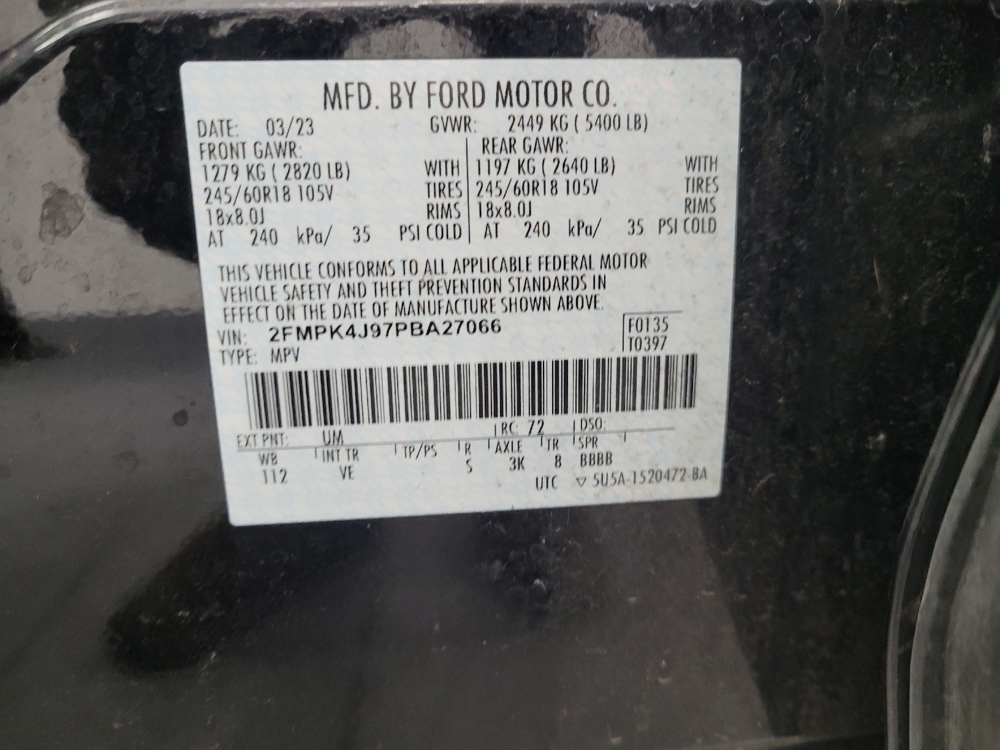 MFD. BY FORD MOTOR CO.
DATE: 03/23 GVWR: 2449 KG ( 5400 LB)
FRONT GAWR: REAR GAWR:
1279 KG ( 2820 LB) WITH 1197 KG ( 2640 LB) WITH
245/60R18 105V TIRES 245/60R18 105V TIRES
18x8.0J RIMS 18x8.0J RIMS
AT 240 kPa/ 35 PSI COLD AT 240 kPa/ 35 PSI COLD
THIS VEHICLE CONFORMS TO ALL APPLICABLE FEDERAL MOTOR
VEHICLE SAFETY AND THEFT PREVENTION STANDARDS IN
EFFECT ON THE DATE OF MANUFACTURE SHOWN ABOVE.
VIN: 2FMPK4J97PBA27066 F0135
TYPE: MPV T0397
EXT PNT: UM RC: 72 DSO:
WB INT TR TP/PS R AXLE TR SPR
112 VE S 3K 8 BBBB
UTC ▽ 5U5A-1520472-BA